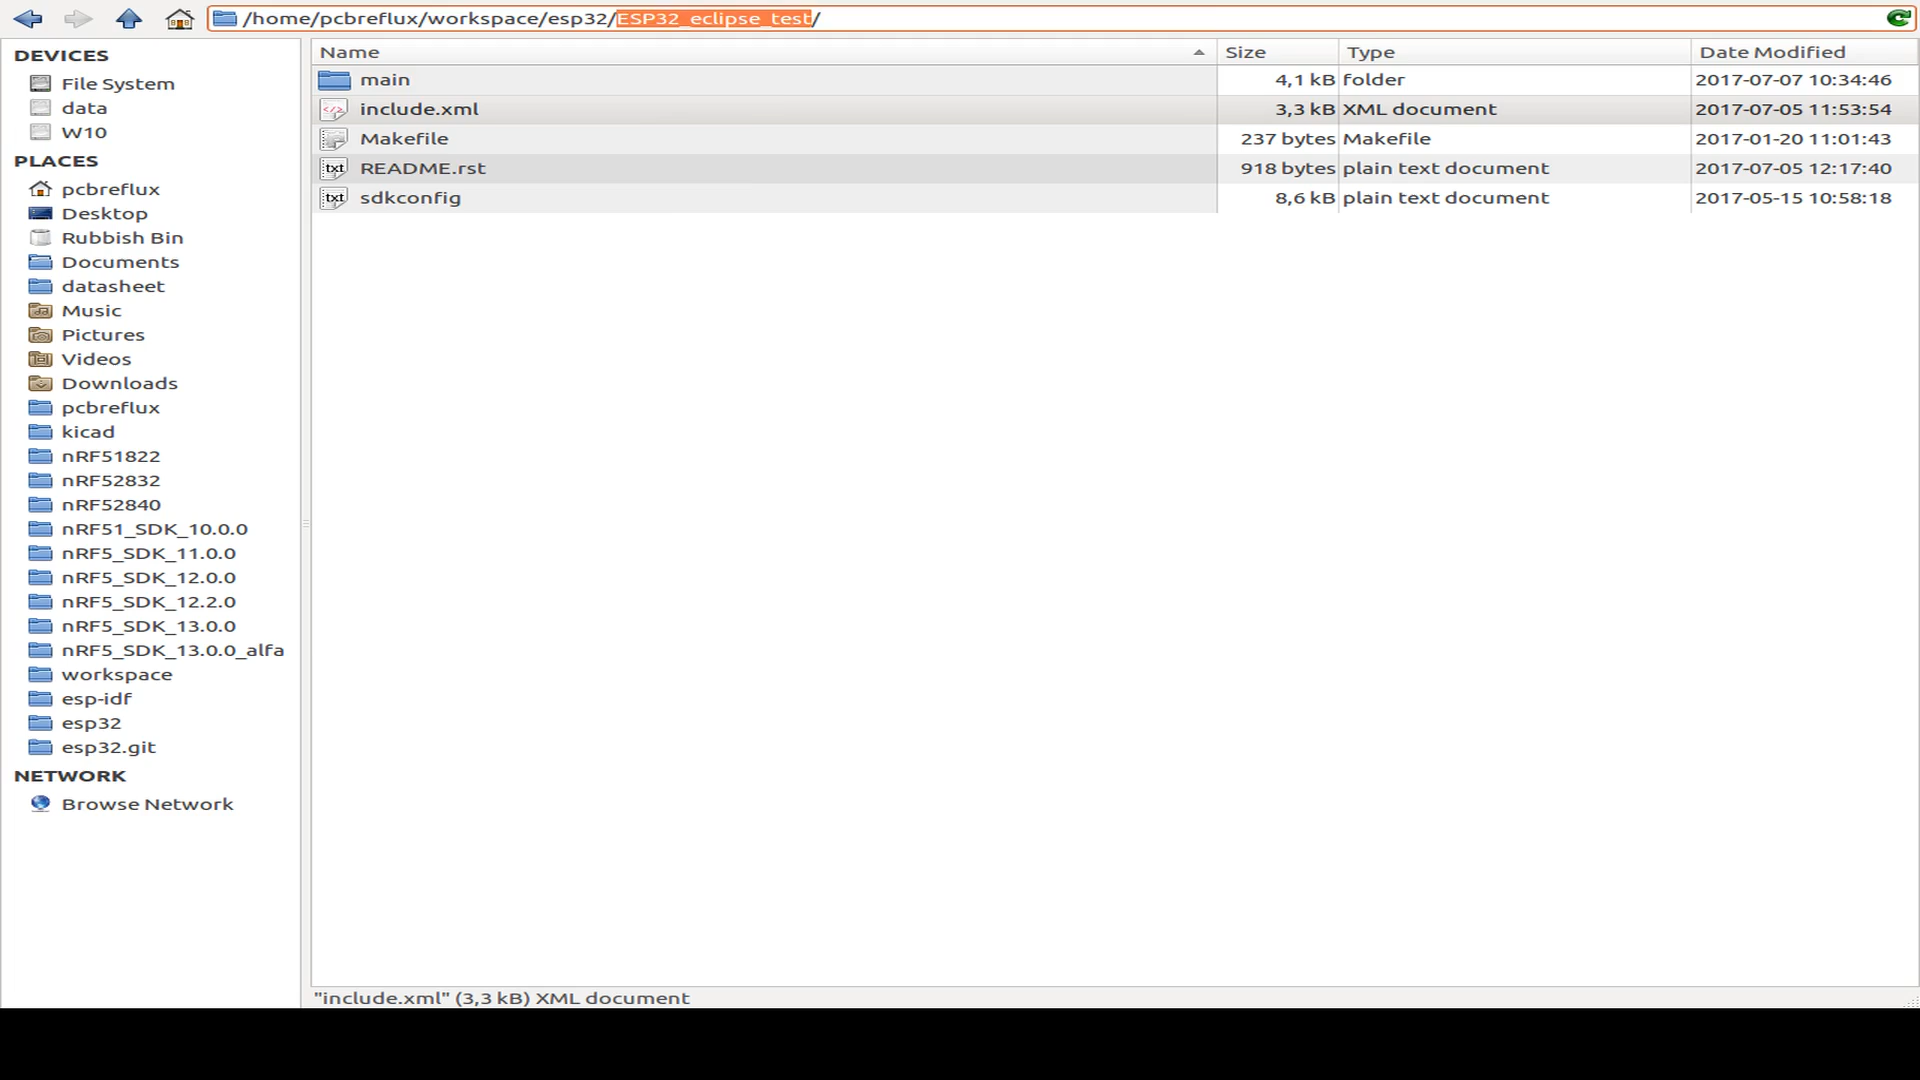 /home/pcbreflux/workspace/esp32/ESP32_eclipse_test/
DEVICES
File System
data
W10
PLACES
pcbreflux
Desktop
Rubbish Bin
Documents
datasheet
Music
Pictures
Videos
Downloads
pcbreflux
kicad
nRF51822
nRF52832
nRF52840
nRF51_SDK_10.0.0
nRF5_SDK_11.0.0
nRF5_SDK_12.0.0
nRF5_SDK_12.2.0
nRF5_SDK_13.0.0
nRF5_SDK_13.0.0_alfa
workspace
esp-idf
esp32
esp32.git
NETWORK
Browse Network
Name Size Type Date Modified
main 4,1 kB folder 2017-07-07 10:34:46
include.xml 3,3 kB XML document 2017-07-05 11:53:54
Makefile 237 bytes Makefile 2017-01-20 11:01:43
README.rst 918 bytes plain text document 2017-07-05 12:17:40
sdkconfig 8,6 kB plain text document 2017-05-15 10:58:18
"include.xml" (3,3 kB) XML document